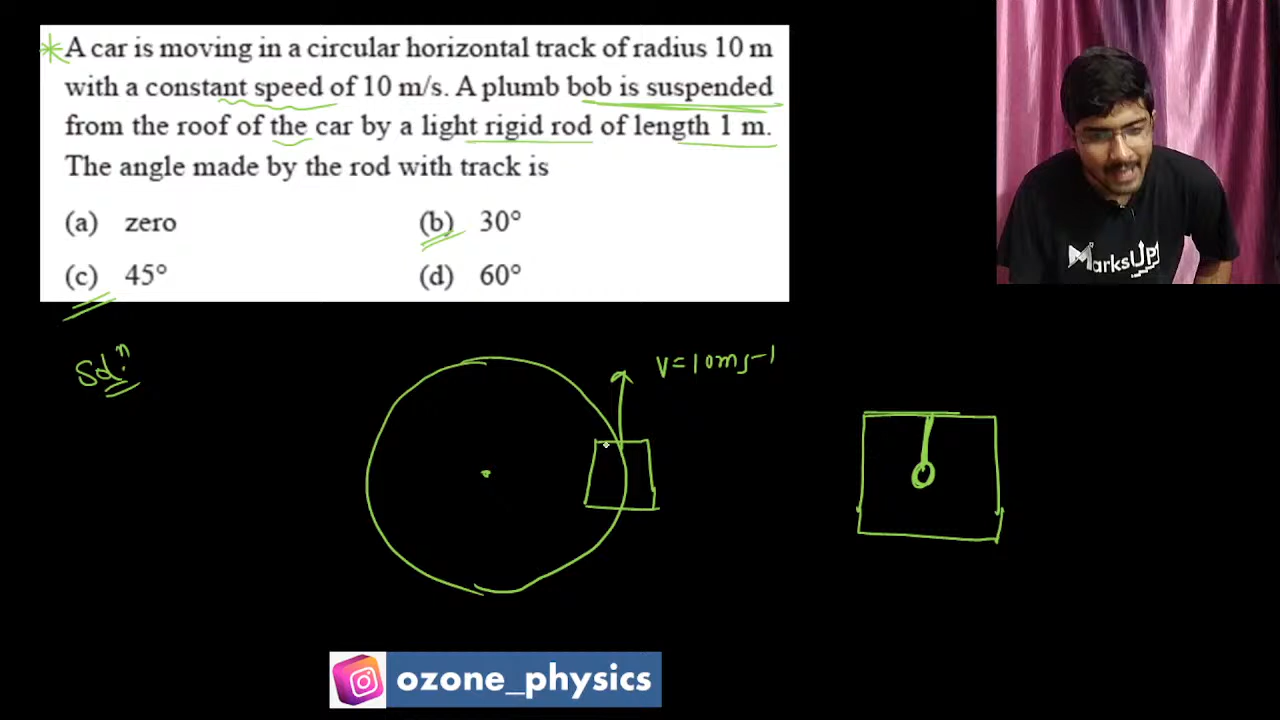 *A car is moving in a circular horizontal track of radius 10 m
with a constant speed of 10 m/s. A plumb bob is suspended
from the roof of the car by a light rigid rod of length 1 m.
The angle made by the rod with track is
(a) zero
(b) 30°
(c) 45°
(d) 60°
MarksUP
Solⁿ:
V=10ms-1
ozone_physics